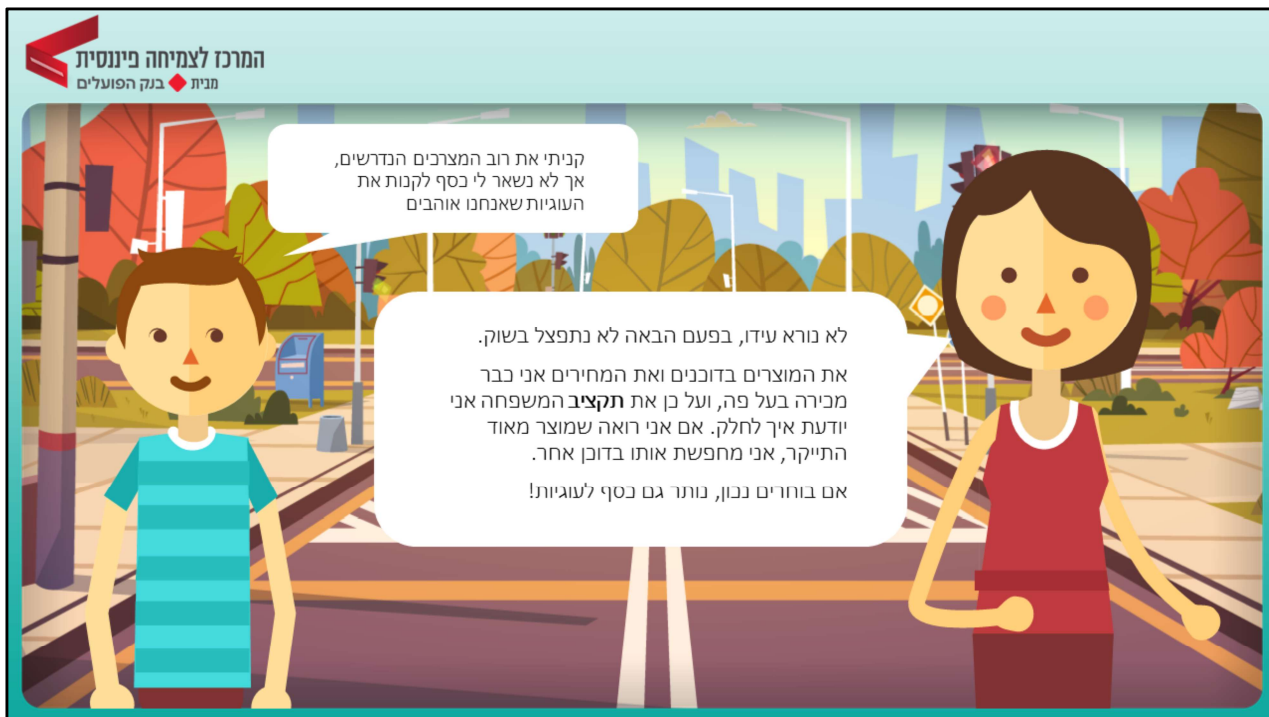 המרכז לצמיחה פיננסית
מבית בנק הפועלים
קניתי את רוב המצרכים הנדרשים,
אך לא נשאר לי כסף לקנות את
העוגיות שאנחנו אוהבים
לא נורא עידו, בפעם הבאה לא נתפצל בשוק.
את המוצרים בדוכנים ואת המחירים אני כבר
מכירה בעל פה, ועל כן את תקציב המשפחה אני
יודעת איך לחלק. אם אני רואה שמוצר מאוד
התייקר, אני מחפשת אותו בדוכן אחר.
אם בוחרים נכון, נותר גם כסף לעוגיות!